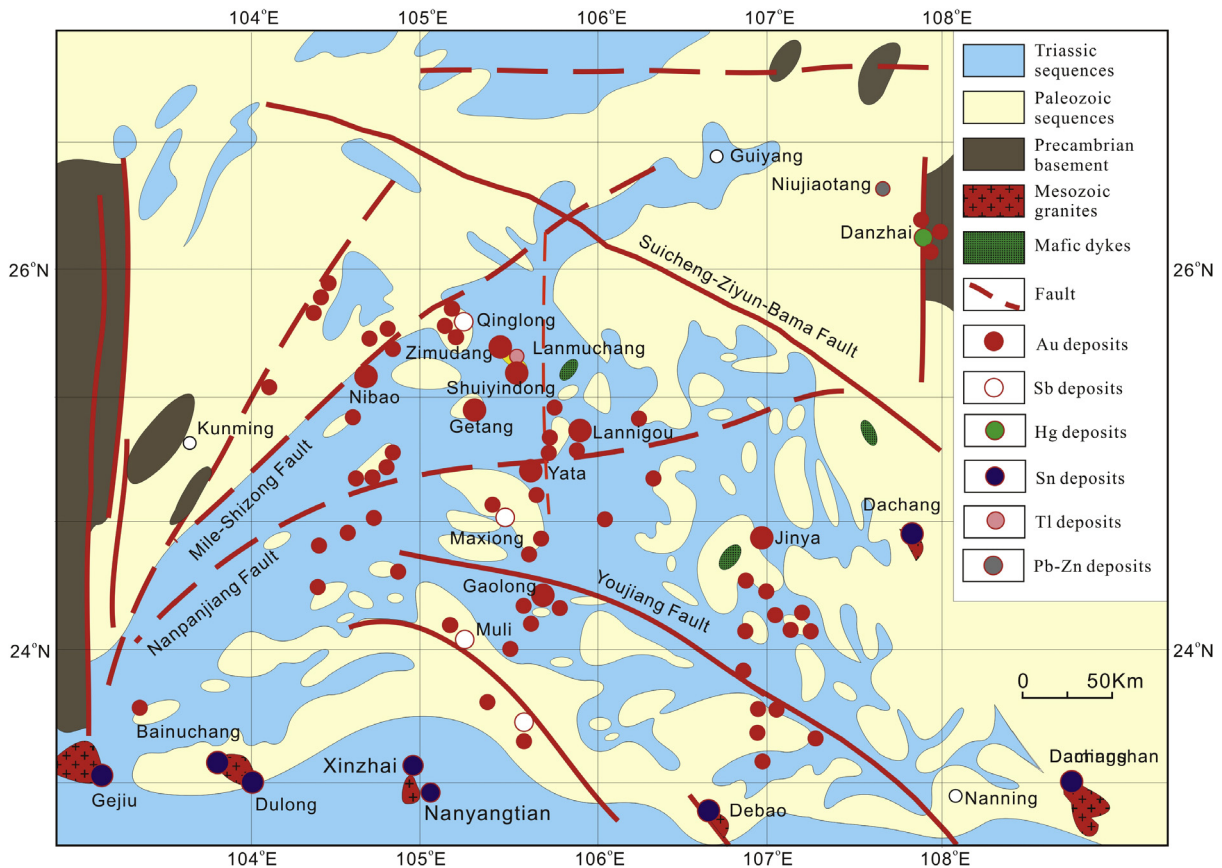 104°E 105°E 106°E 107°E 108°E
Triassic
sequences
Paleozoic
sequences
Precambrian
basement
Mesozoic
granites
Mafic dykes
Fault
Au deposits
Sb deposits
Hg deposits
Sn deposits
Tl deposits
Pb-Zn deposits
Guiyang
Niujiaotang
Danzhai
26°N 26°N
Suicheng-Ziyun-Bama Fault
Qinglong
Zimudang
Lanmuchang
Shuiyindong
Nibao
Getang
Kunming
Lannigou
Mile-Shizong Fault
Yata
Dachang
Maxiong
Jinya
Nanpanjiang Fault
Gaolong
Youjiang Fault
Muli
24°N 24°N
0 50Km
Bainuchang
Xinzhai
Gejiu
Dulong
Nanyangtian
Debao
Nanning
104°E 105°E 106°E 107°E 108°E